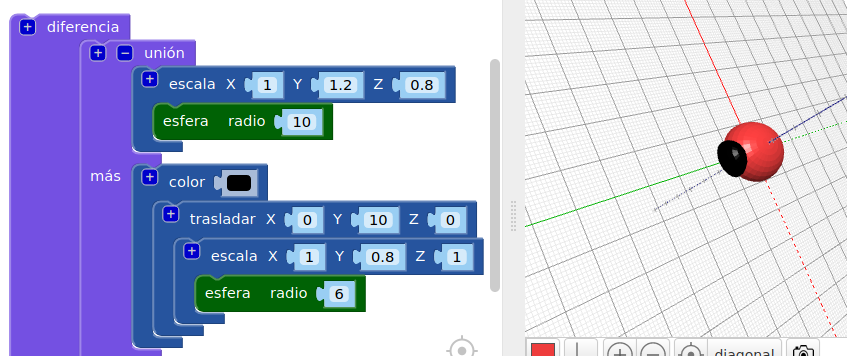 + diferencia
+ − unión
+ escala X 1 Y 1.2 Z 0.8
esfera radio 10
más
+ color
+ trasladar X 0 Y 10 Z 0
+ escala X 1 Y 0.8 Z 1
esfera radio 6
diagonal